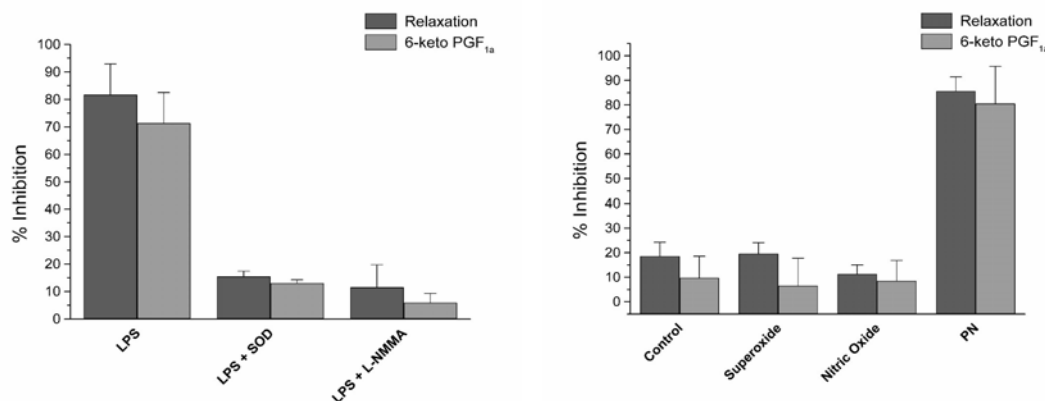 Relaxation
6-keto PGF1a
100
90
80
70
60
50
40
30
20
10
0
% Inhibition
LPS
LPS + SOD
LPS + L-NMMA
Relaxation
6-keto PGF1a
100
90
80
70
60
50
40
30
20
10
0
% Inhibition
Control
Superoxide
Nitric Oxide
PN